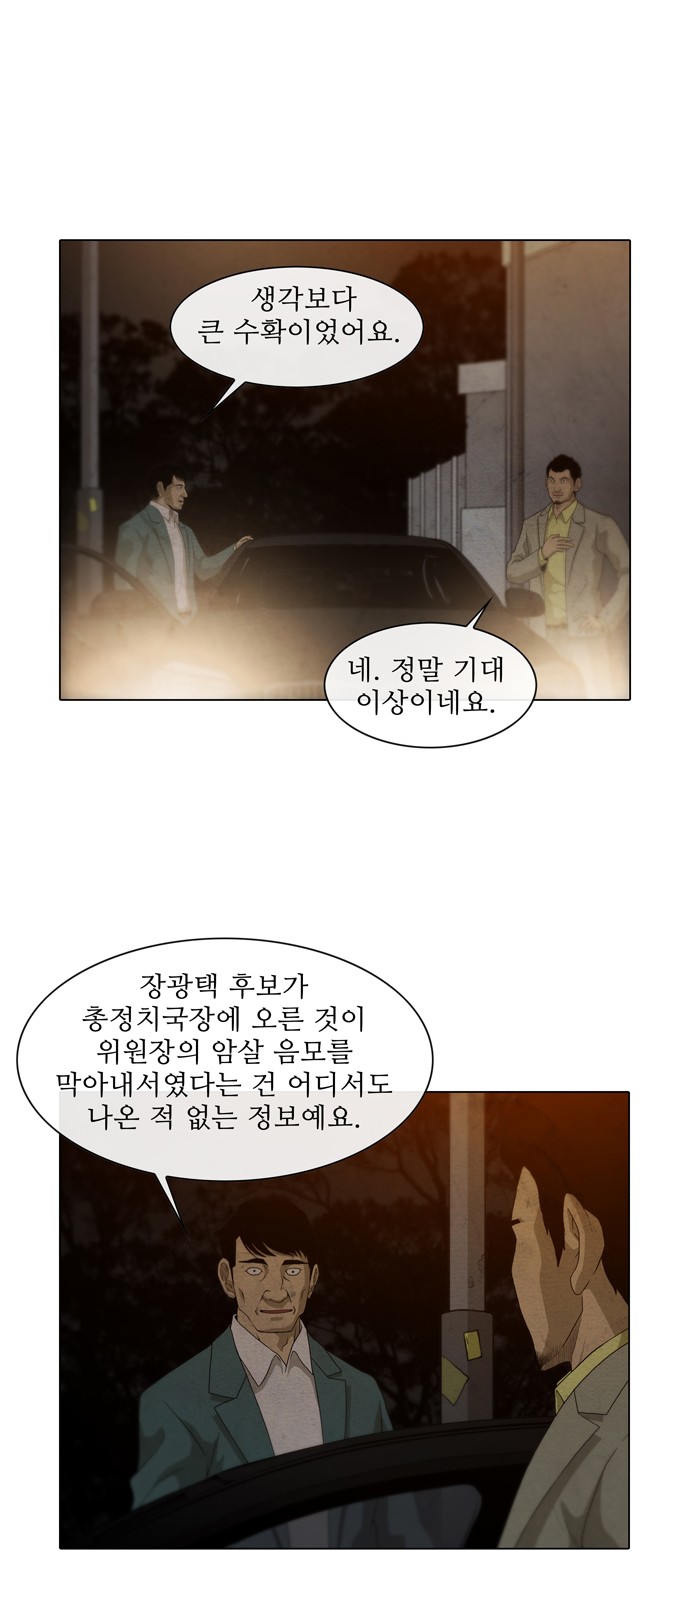 생각보다
큰 수확이었어요.
네. 정말 기대
이상이네요.
장광택 후보가
총정치국장에 오른 것이
위원장의 암살 음모를
막아내서였다는 건 어디서도
나온 적 없는 정보예요.